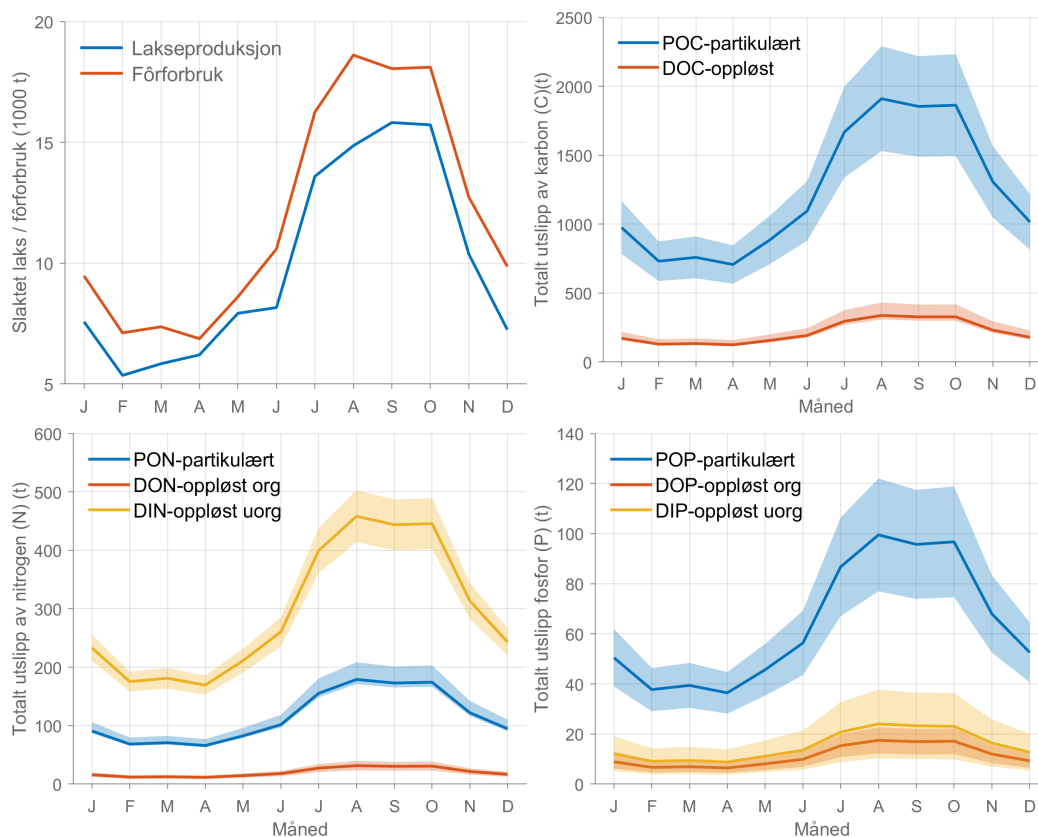 20
15
10
5
Slaktet laks / fôrforbruk (1000 t)
Lakseproduksjon
Fôrforbruk
J F M A M J J A S O N D
2500
2000
1500
1000
500
0
Totalt utslipp av karbon (C)(t)
POC-partikulært
DOC-oppløst
J F M A M J J A S O N D
Måned
600
500
400
300
200
100
0
Totalt utslipp av nitrogen (N) (t)
PON-partikulært
DON-oppløst org
DIN-oppløst uorg
J F M A M J J A S O N D
Måned
140
120
100
80
60
40
20
0
Totalt utslipp fosfor (P) (t)
POP-partikulært
DOP-oppløst org
DIP-oppløst uorg
J F M A M J J A S O N D
Måned